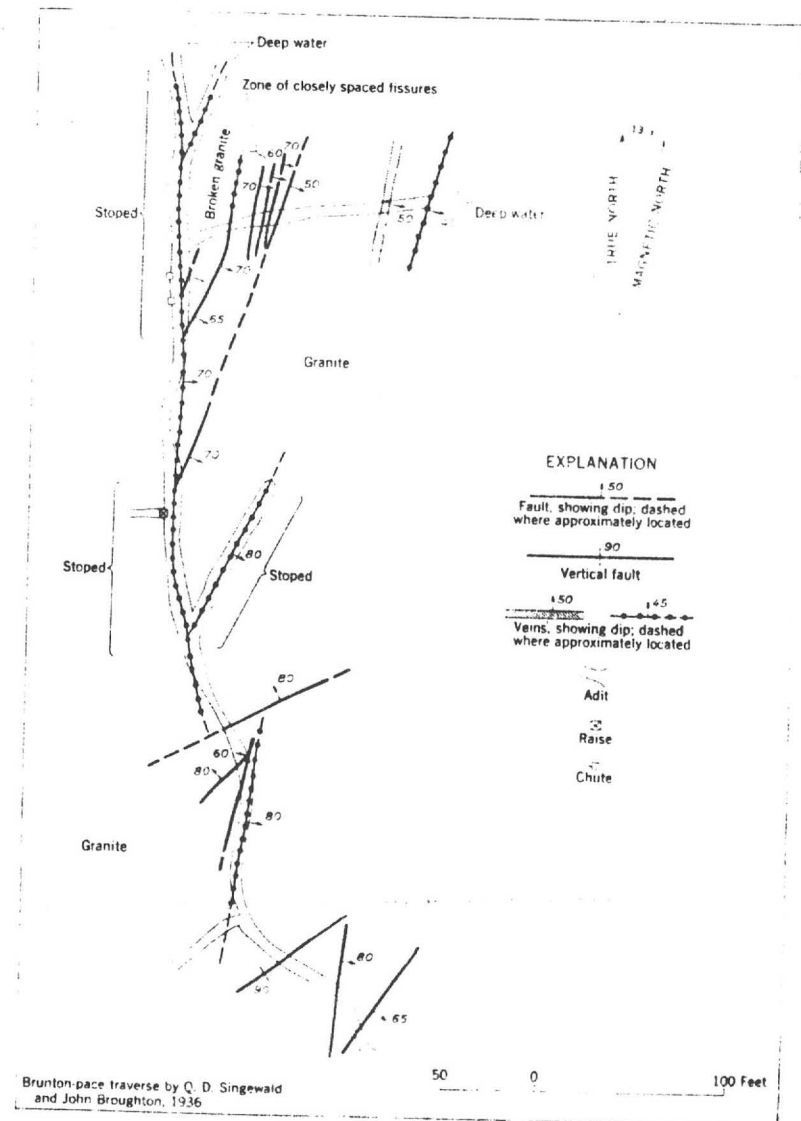 Deep water
Zone of closely spaced fissures
Broken granite
70
60
70
50
Stoped
50
Deep water
13
TRUE NORTH
MAGNETIC NORTH
70
65
70
Granite
70
Stoped
80
Stoped
EXPLANATION
50
Fault, showing dip; dashed
where approximately located
90
Vertical fault
50
45
Veins, showing dip; dashed
where approximately located
Adit
Raise
Chute
80
60
80
80
Granite
90
80
65
Brunton-pace traverse by Q. D. Singewald
and John Broughton, 1936
50 0 100 Feet